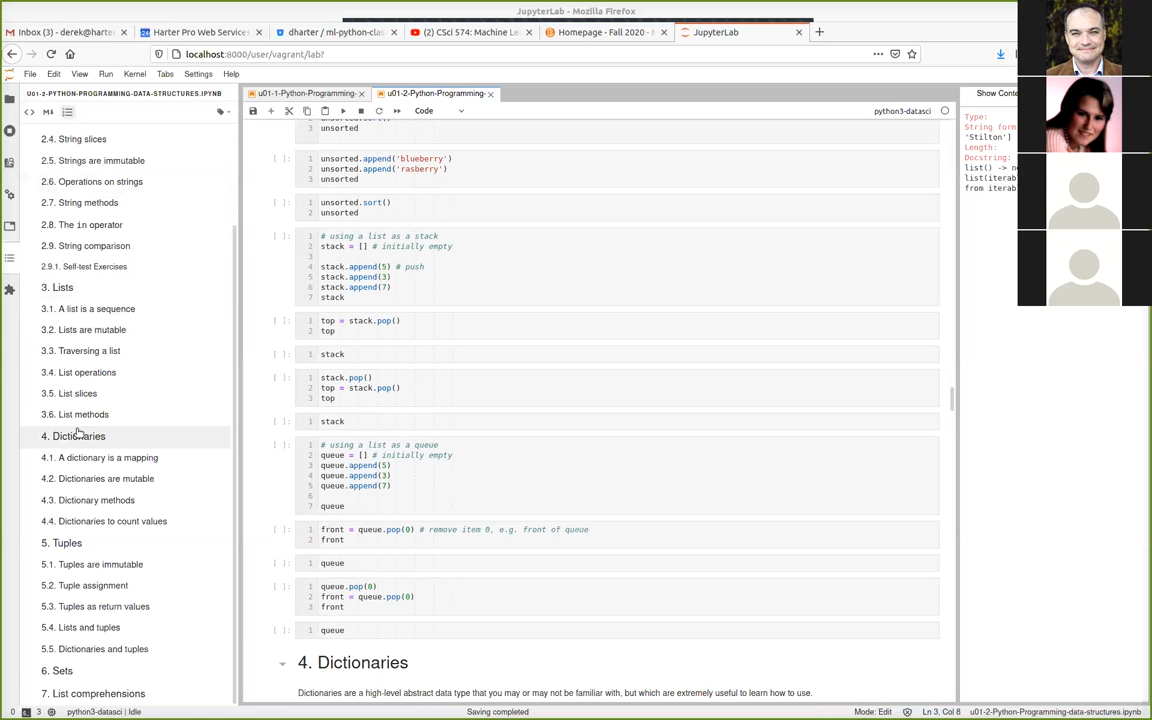 JupyterLab - Mozilla Firefox
Inbox (3) - derek@harter
Harter Pro Web Services
dharter / ml-python-class
(2) CSci 574: Machine Le
Homepage - Fall 2020 -
JupyterLab
localhost:8000/user/vagrant/lab?
File Edit View Run Kernel Tabs Settings Help
U01-2-PYTHON-PROGRAMMING-DATA-STRUCTURES.IPYNB
u01-1-Python-Programming-
u01-2-Python-Programming-
Show Conte
Code
python3-datasci
2.4. String slices
2.5. Strings are immutable
2.6. Operations on strings
2.7. String methods
2.8. The in operator
2.9. String comparison
2.9.1. Self-test Exercises
3. Lists
3.1. A list is a sequence
3.2. Lists are mutable
3.3. Traversing a list
3.4. List operations
3.5. List slices
3.6. List methods
4. Dictionaries
4.1. A dictionary is a mapping
4.2. Dictionaries are mutable
4.3. Dictionary methods
4.4. Dictionaries to count values
5. Tuples
5.1. Tuples are immutable
5.2. Tuple assignment
5.3. Tuples as return values
5.4. Lists and tuples
5.5. Dictionaries and tuples
6. Sets
7. List comprehensions
3 unsorted
[ ]: 1 unsorted.append('blueberry')
2 unsorted.append('rasberry')
3 unsorted
[ ]: 1 unsorted.sort()
2 unsorted
[ ]: 1 # using a list as a stack
2 stack = [] # initially empty
3
4 stack.append(5) # push
5 stack.append(3)
6 stack.append(7)
7 stack
[ ]: 1 top = stack.pop()
2 top
[ ]: 1 stack
[ ]: 1 stack.pop()
2 top = stack.pop()
3 top
[ ]: 1 stack
[ ]: 1 # using a list as a queue
2 queue = [] # initially empty
3 queue.append(5)
4 queue.append(3)
5 queue.append(7)
6
7 queue
[ ]: 1 front = queue.pop(0) # remove item 0, e.g. front of queue
2 front
[ ]: 1 queue
[ ]: 1 queue.pop(0)
2 front = queue.pop(0)
3 front
[ ]: 1 queue
4. Dictionaries
Dictionaries are a high-level abstract data type that you may or may not be familiar with, but which are extremely useful to learn how to use.
Type:
String form
'Stilton']
Length:
Docstring:
list() -> ne
list(iterab
from iterab
0 3 python3-datasci | Idle
Saving completed
Mode: Edit
Ln 3, Col 8
u01-2-Python-Programming-data-structures.ipynb